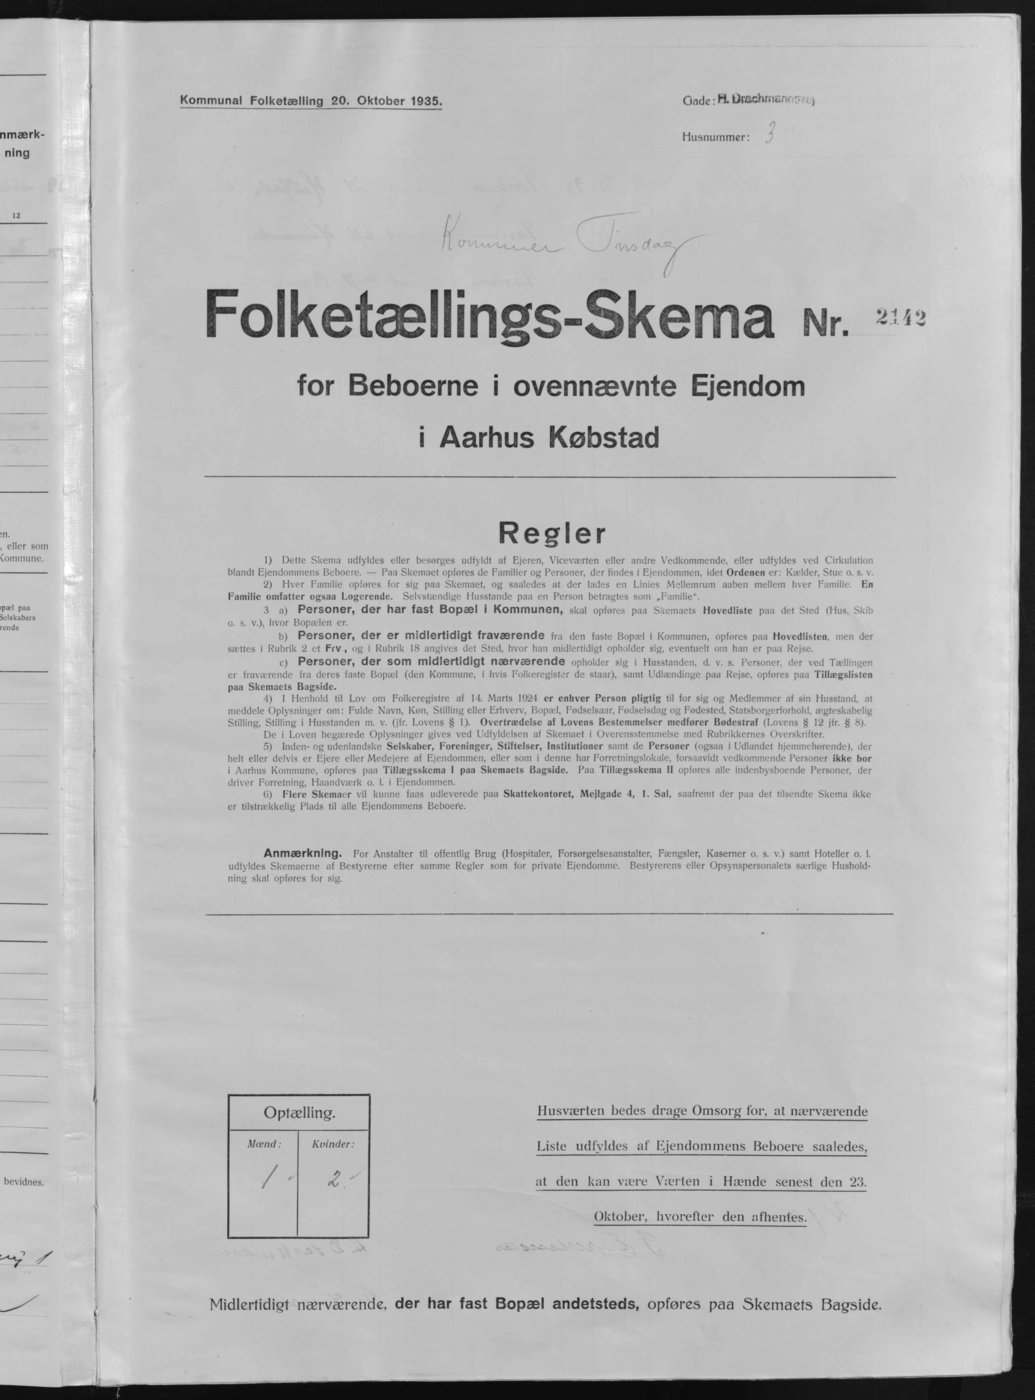 Kommunal Folketælling 20. Oktober 1935.
Gade: H. Drachmannsvej
Husnummer: 3
Kommer Tirsdag
Folketællings-Skema Nr. 2142
for Beboerne i ovennævnte Ejendom
i Aarhus Købstad
Regler
1) Dette Skema udfyldes eller besørges udfyldt af Ejeren, Viceværten eller andre Vedkommende, eller udfyldes ved Cirkulation
blandt Ejendommens Beboere. — Paa Skemaet opføres de Familier og Personer, der findes i Ejendommen, idet Ordenen er: Kælder, Stue o. s. v.
2) Hver Familie opføres for sig paa Skemaet, og saaledes at der lades en Linies Mellemrum aaben mellem hver Familie. En
Familie omfatter ogsaa Logerende. Selvstændige Husstande paa en Person betragtes som „Familie".
3 a) Personer, der har fast Bopæl i Kommunen, skal opføres paa Skemaets Hovedliste paa det Sted (Hus, Skib
o. s. v.), hvor Bopælen er.
b) Personer, der er midlertidigt fraværende fra den faste Bopæl i Kommunen, opføres paa Hovedlisten, men der
sættes i Rubrik 2 et Frv., og i Rubrik 18 angives det Sted, hvor han midlertidigt opholder sig, eventuelt om han er paa Rejse.
c) Personer, der som midlertidigt nærværende opholder sig i Husstanden, d. v. s. Personer, der ved Tællingen
er fraværende fra deres faste Bopæl (den Kommune, i hvis Folkeregister de staar), samt Udlændinge paa Rejse, opføres paa Tillægslisten
paa Skemaets Bagside.
4) I Henhold til Lov om Folkeregistre af 14. Marts 1924 er enhver Person pligtig til for sig og Medlemmer af sin Husstand, at
meddele Oplysninger om: Fulde Navn, Køn, Stilling eller Erhverv, Bopæl, Fødselsaar, Fødselsdag og Fødested, Statsborgerforhold, ægteskabelig
Stilling, Stilling i Husstanden m. v. (jfr. Lovens § 1). Overtrædelse af Lovens Bestemmelser medfører Bødestraf (Lovens § 12 jfr. § 8).
De i Loven begærede Oplysninger gives ved Udfyldelsen af Skemaet i Overensstemmelse med Rubrikkernes Overskrifter.
5) Inden- og udenlandske Selskaber, Foreninger, Stiftelser, Institutioner samt de Personer (ogsaa i Udlandet hjemmehørende), der
helt eller delvis er Ejere eller Medejere af Ejendommen, eller som i denne har Forretningslokale, forsaavidt vedkommende Personer ikke bor
i Aarhus Kommune, opføres paa Tillægsskema I paa Skemaets Bagside. Paa Tillægsskema II opføres alle indenbysboende Personer, der
driver Forretning, Haandværk o. l. i Ejendommen.
6) Flere Skemaer vil kunne faas udleverede paa Skattekontoret, Mejlgade 4, 1. Sal, saafremt der paa det tilsendte Skema ikke
er tilstrækkelig Plads til alle Ejendommens Beboere.
Anmærkning. For Anstalter til offentlig Brug (Hospitaler, Forsørgelsesanstalter, Fængsler, Kaserner o. s. v.) samt Hoteller o. l.
udfyldes Skemaerne af Bestyrerne efter samme Regler som for private Ejendomme. Bestyrerens eller Opsynspersonalets særlige Hushold-
ning skal opføres for sig.
Optælling.
Mænd: Kvinder:
1 - 2 -
Husværten bedes drage Omsorg for, at nærværende
Liste udfyldes af Ejendommens Beboere saaledes,
at den kan være Værten i Hænde senest den 23.
Oktober, hvorefter den afhentes.
Midlertidigt nærværende, der har fast Bopæl andetsteds, opføres paa Skemaets Bagside.
nmærk-
ning
12
en.
, eller som
Kommune.
opæl paa
Selskabers
rende
bevidnes.